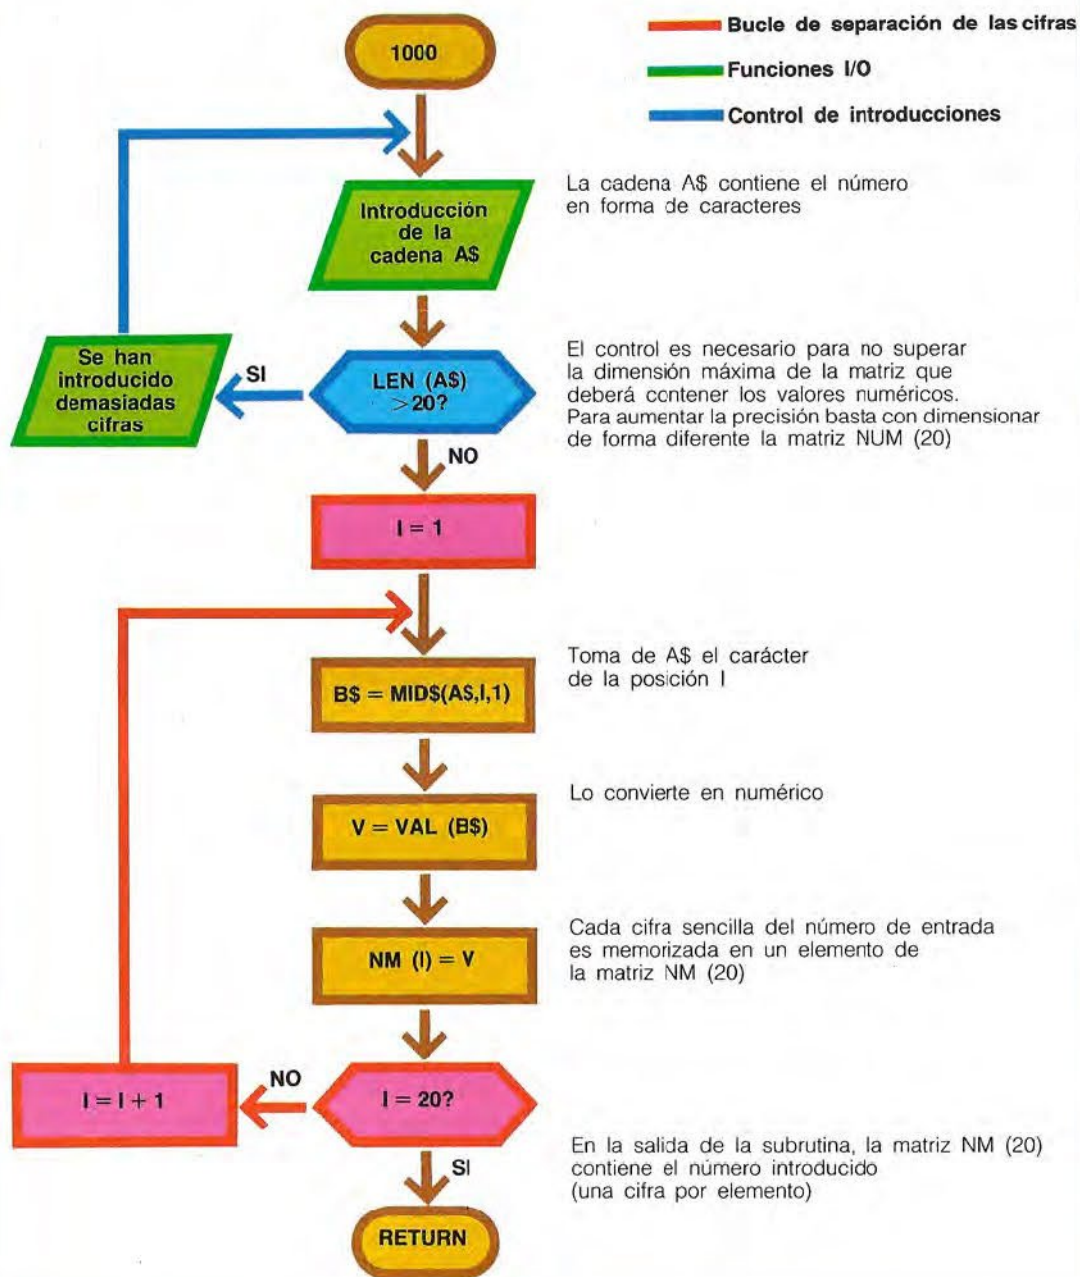 1000
Bucle de separación de las cifras
Funciones I/O
Control de introducciones
Introducción
de la
cadena A$
La cadena A$ contiene el número
en forma de caracteres
Se han
introducido
demasiadas
cifras
SI
LEN (A$)
>20?
El control es necesario para no superar
la dimensión máxima de la matriz que
deberá contener los valores numéricos.
Para aumentar la precisión basta con dimensionar
de forma diferente la matriz NUM (20)
NO
I = 1
B$ = MID$(A$,I,1)
Toma de A$ el carácter
de la posición I
V = VAL (B$)
Lo convierte en numérico
NM (I) = V
Cada cifra sencilla del número de entrada
es memorizada en un elemento de
la matriz NM (20)
I = I + 1
NO
I = 20?
SI
En la salida de la subrutina, la matriz NM (20)
contiene el número introducido
(una cifra por elemento)
RETURN